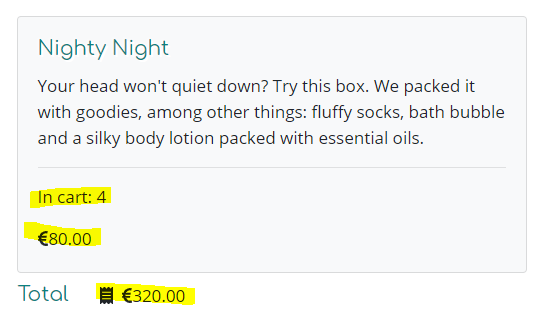 Nighty Night
Your head won't quiet down? Try this box. We packed it
with goodies, among other things: fluffy socks, bath bubble
and a silky body lotion packed with essential oils.
In cart: 4
€80.00
Total €320.00